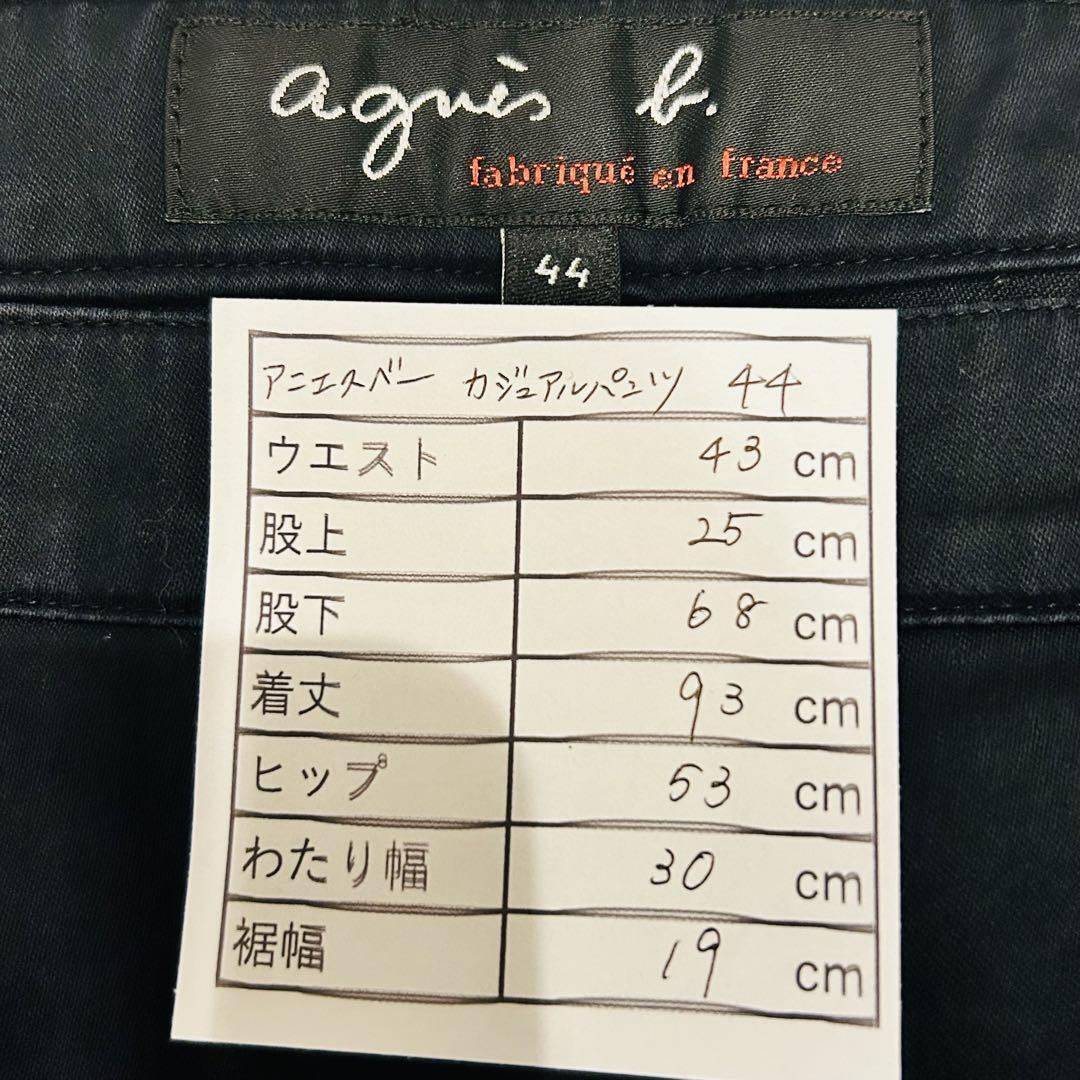 agnès b.
fabriqué en france
44
アニエスベー カジュアルパンツ 44
ウエスト 43 cm
股上 25 cm
股下 68 cm
着丈 93 cm
ヒップ 53 cm
わたり幅 30 cm
裾幅 19 cm